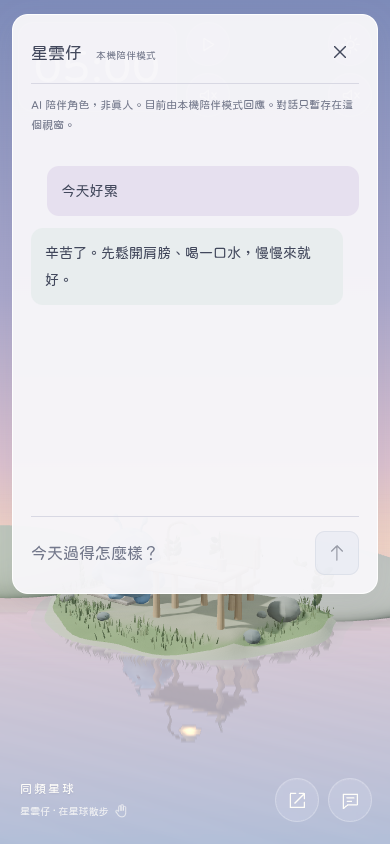 星雲仔 本機陪伴模式
AI 陪伴角色，非真人。目前由本機陪伴模式回應。對話只暫存在這
個視窗。
今天好累
辛苦了。先鬆開肩膀、喝一口水，慢慢來就
好。
今天過得怎麼樣？
同頻星球
星雲仔·在星球散步